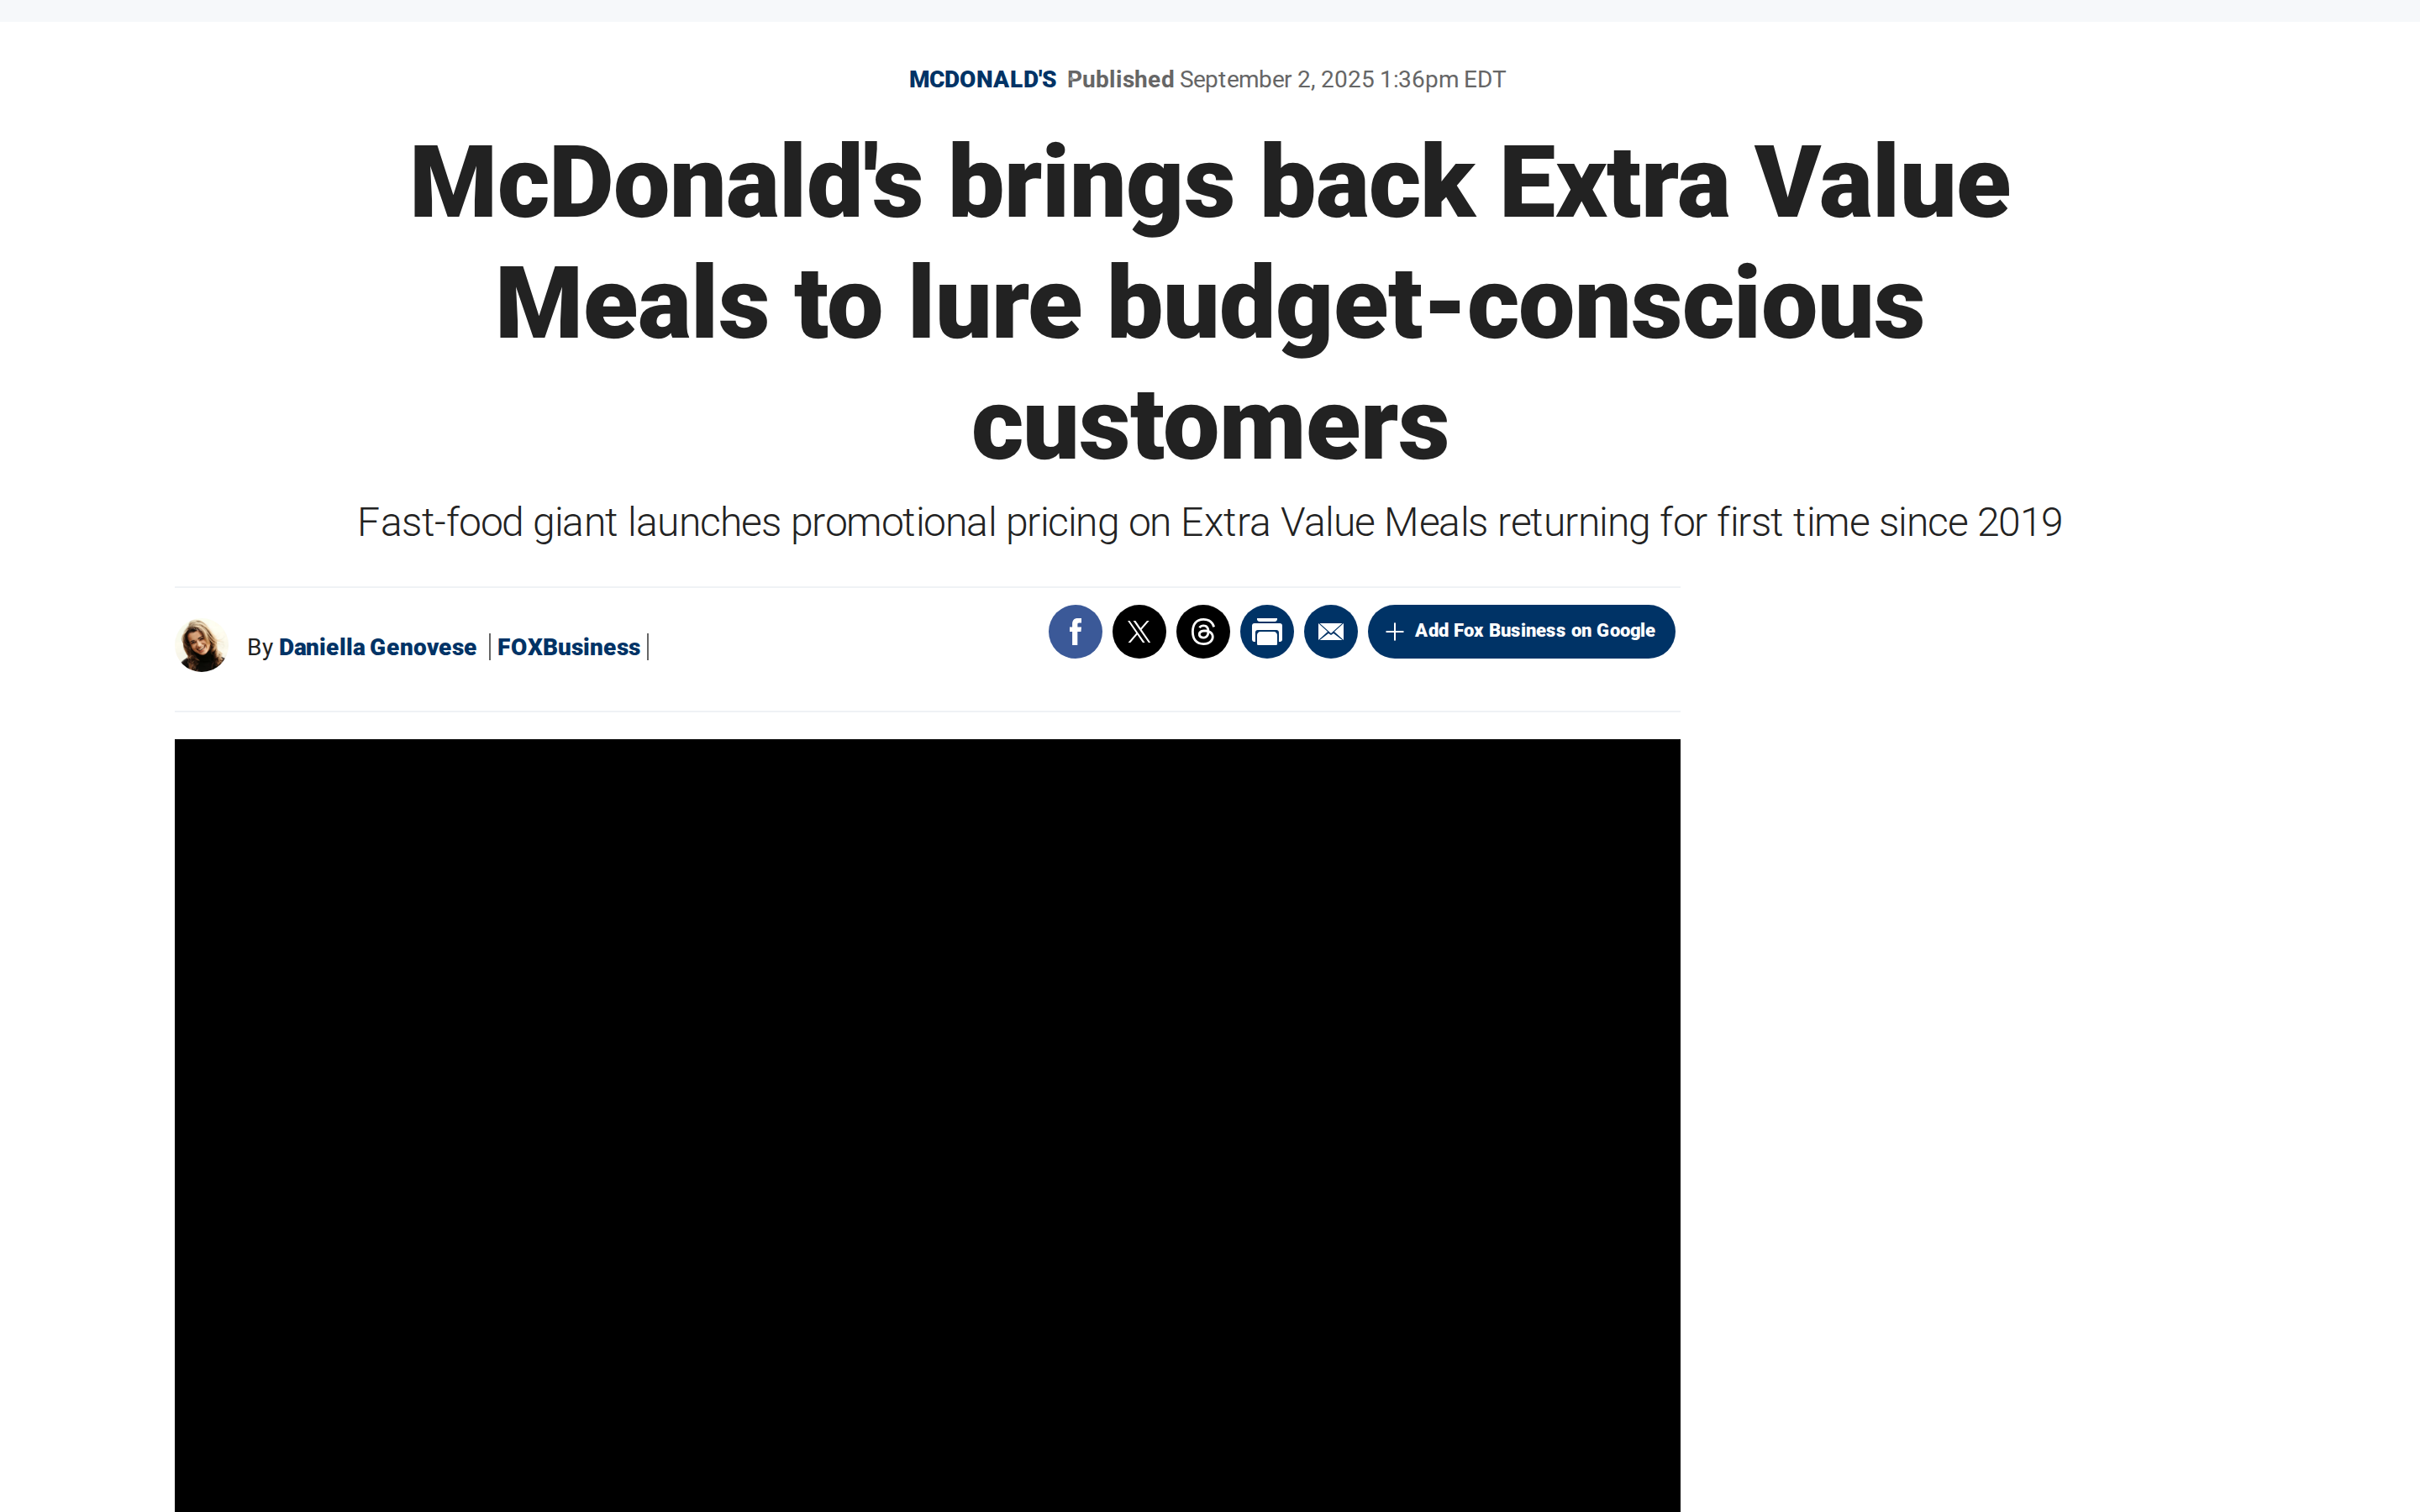 MCDONALD'S Published September 2, 2025 1:36pm EDT
McDonald's brings back Extra Value
Meals to lure budget-conscious
customers
Fast-food giant launches promotional pricing on Extra Value Meals returning for first time since 2019
By Daniella Genovese | FOXBusiness |
f X @ + Add Fox Business on Google